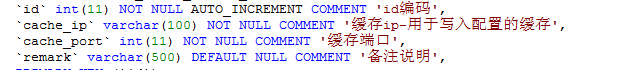 `id` int(11) NOT NULL AUTO_INCREMENT COMMENT 'id编码',
`cache_ip` varchar(100) NOT NULL COMMENT '缓存ip-用于写入配置的缓存',
`cache_port` int(11) NOT NULL COMMENT '缓存端口',
`remark` varchar(500) DEFAULT NULL COMMENT '备注说明',